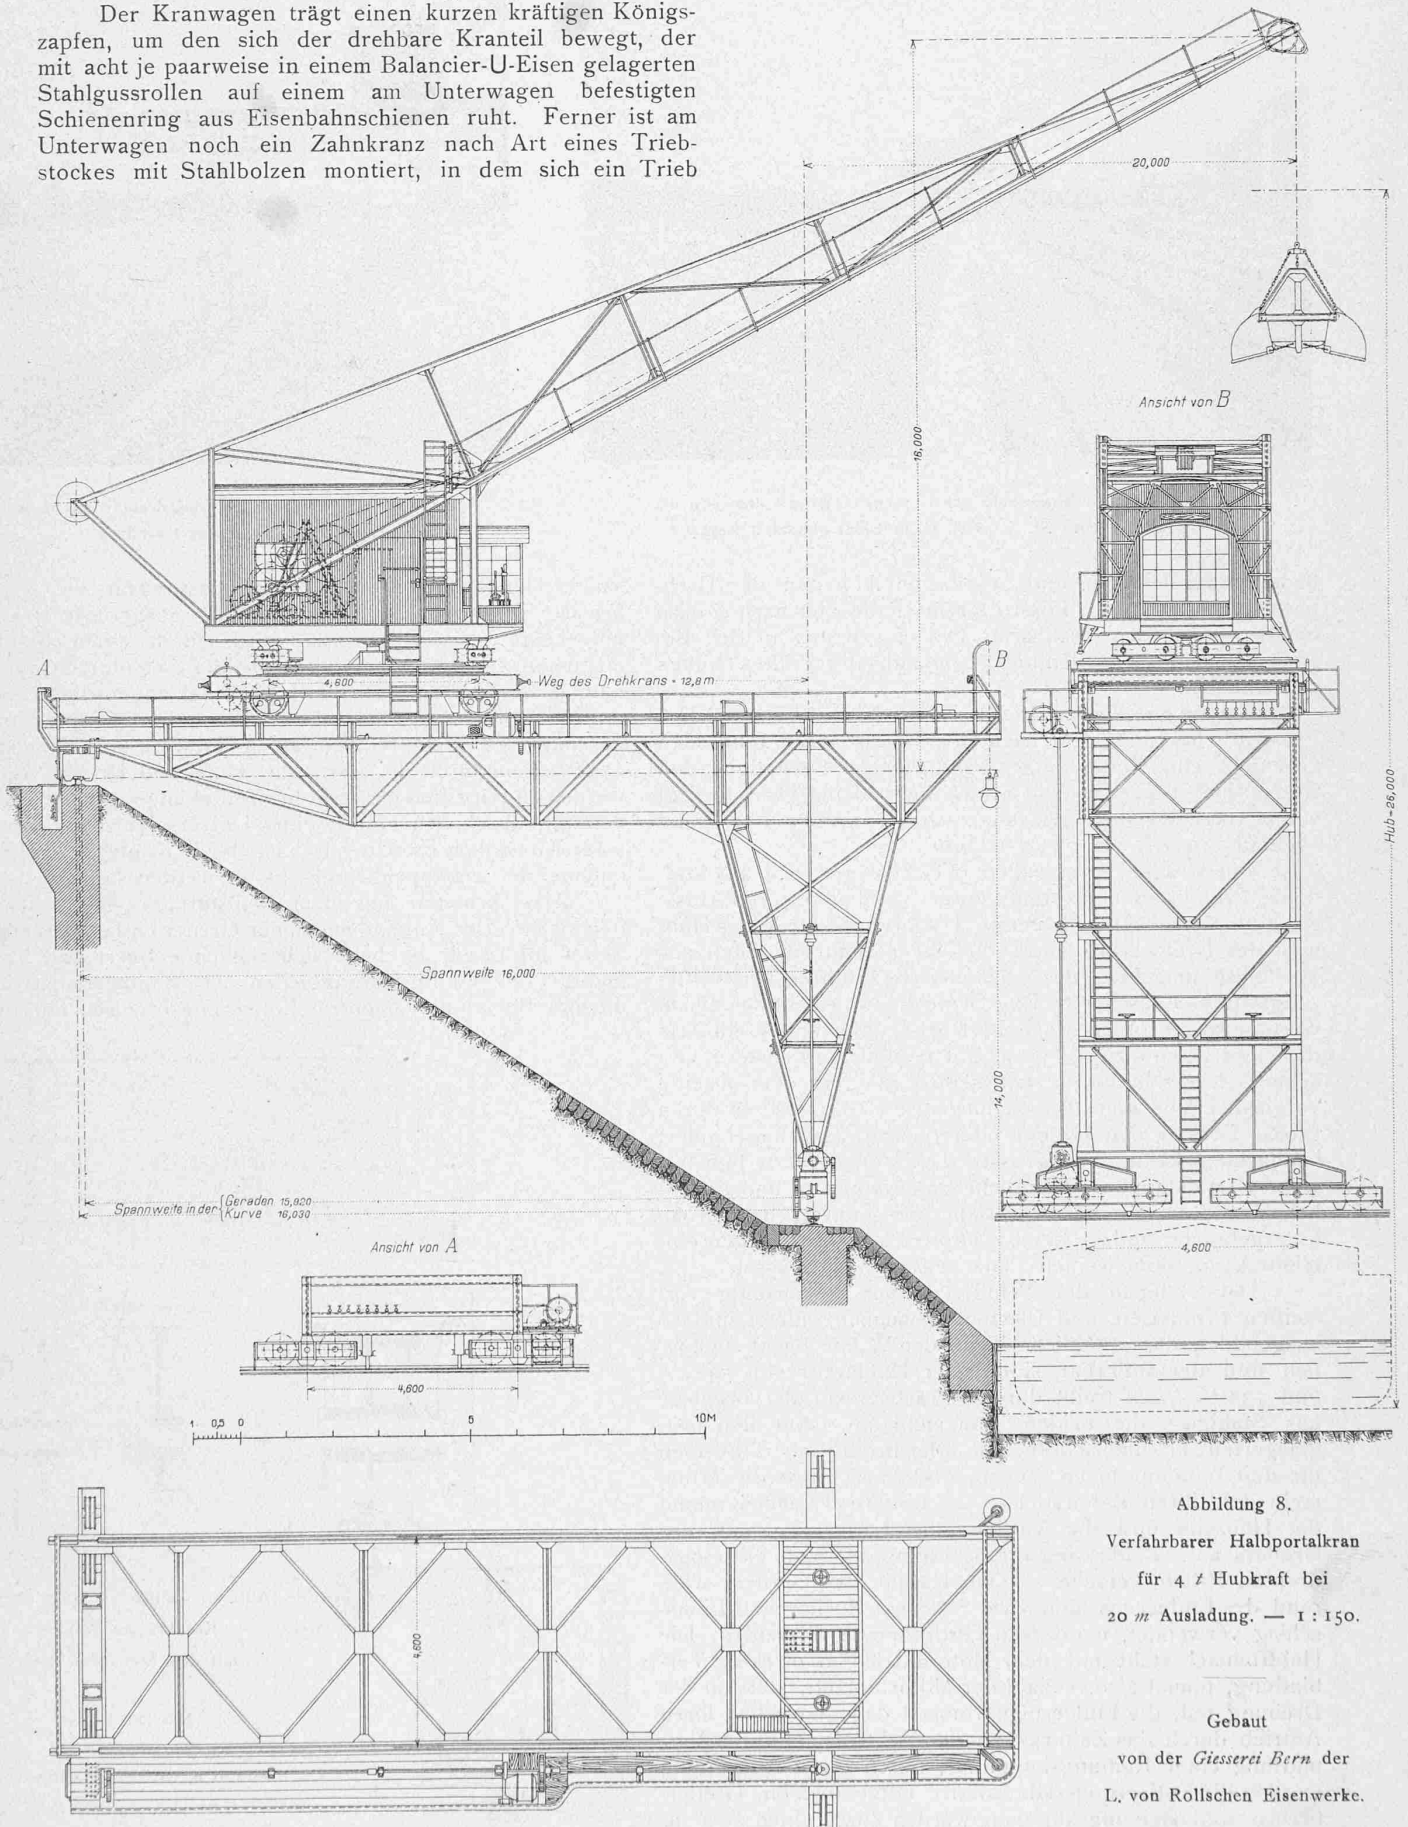 Der Kranwagen trägt einen kurzen kräftigen Königs-
zapfen, um den sich der drehbare Kranteil bewegt, der
mit acht je paarweise in einem Balancier-U-Eisen gelagerten
Stahlgussrollen auf einem am Unterwagen befestigten
Schienenring aus Eisenbahnschienen ruht. Ferner ist am
Unterwagen noch ein Zahnkranz nach Art eines Trieb-
stockes mit Stahlbolzen montiert, in dem sich ein Trieb
20,000
16,000
Ansicht von B
A
B
4,600
Weg des Drehkrans = 12,8 m
Hub = 26,000
Spannweite 16,000
14,000
Spannweite in der { Geraden 15,920
Kurve 16,030
4,600
Ansicht von A
4,600
1 0,5 0 5 10M
4,600
Abbildung 8.
Verfahrbarer Halbportalkran
für 4 t Hubkraft bei
20 m Ausladung. — 1 : 150.
Gebaut
von der Giesserei Bern der
L. von Rollschen Eisenwerke.